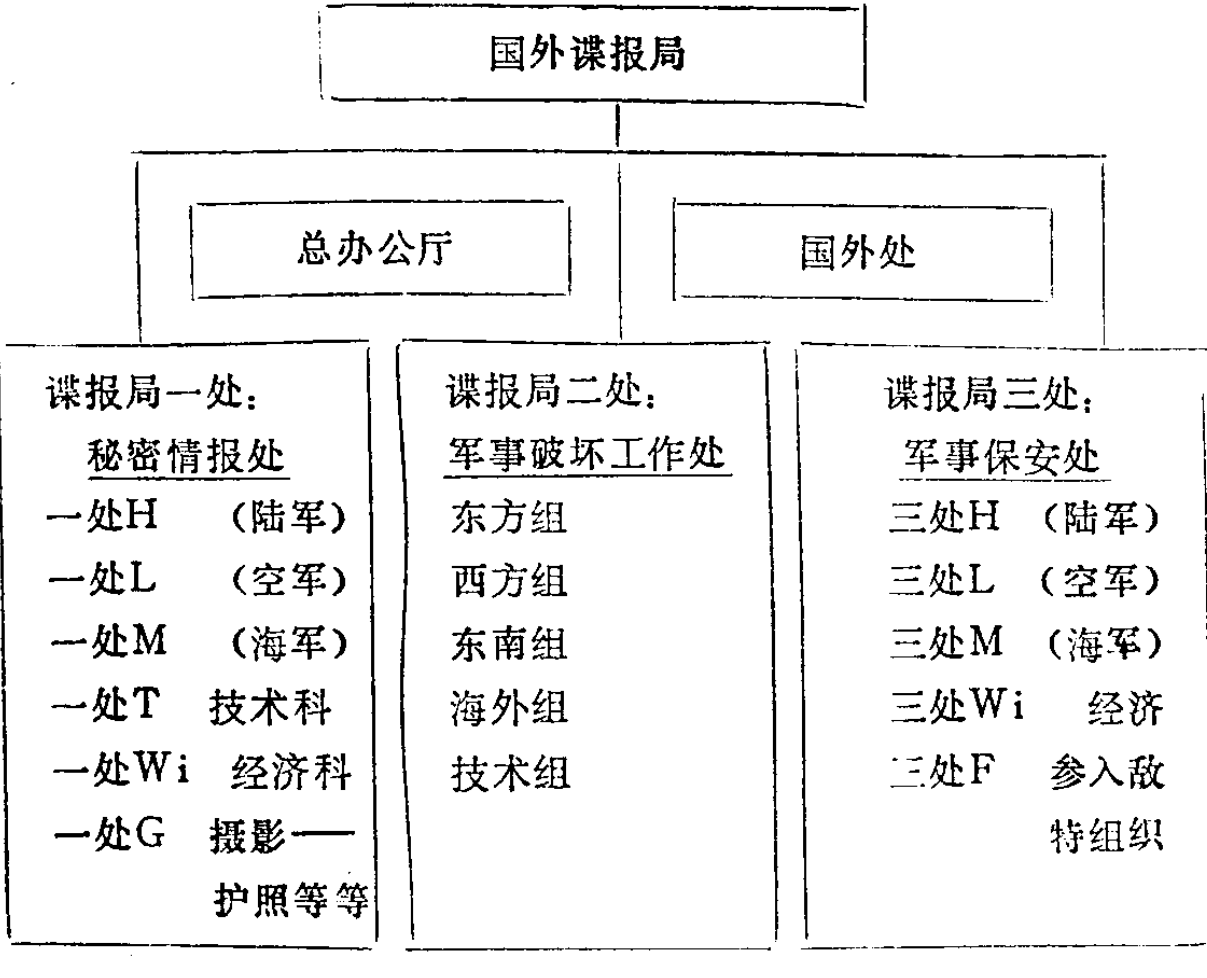 国外谍报局
总办公厅
国外处
谍报局一处：
秘密情报处
一处H （陆军）
一处L （空军）
一处M （海军）
一处T 技术科
一处Wi 经济科
一处G 摄影——
护照等等
谍报局二处：
军事破坏工作处
东方组
西方组
东南组
海外组
技术组
谍报局三处：
军事保安处
三处H （陆军）
三处L （空军）
三处M （海军）
三处Wi 经济
三处F 参入敌
特组织